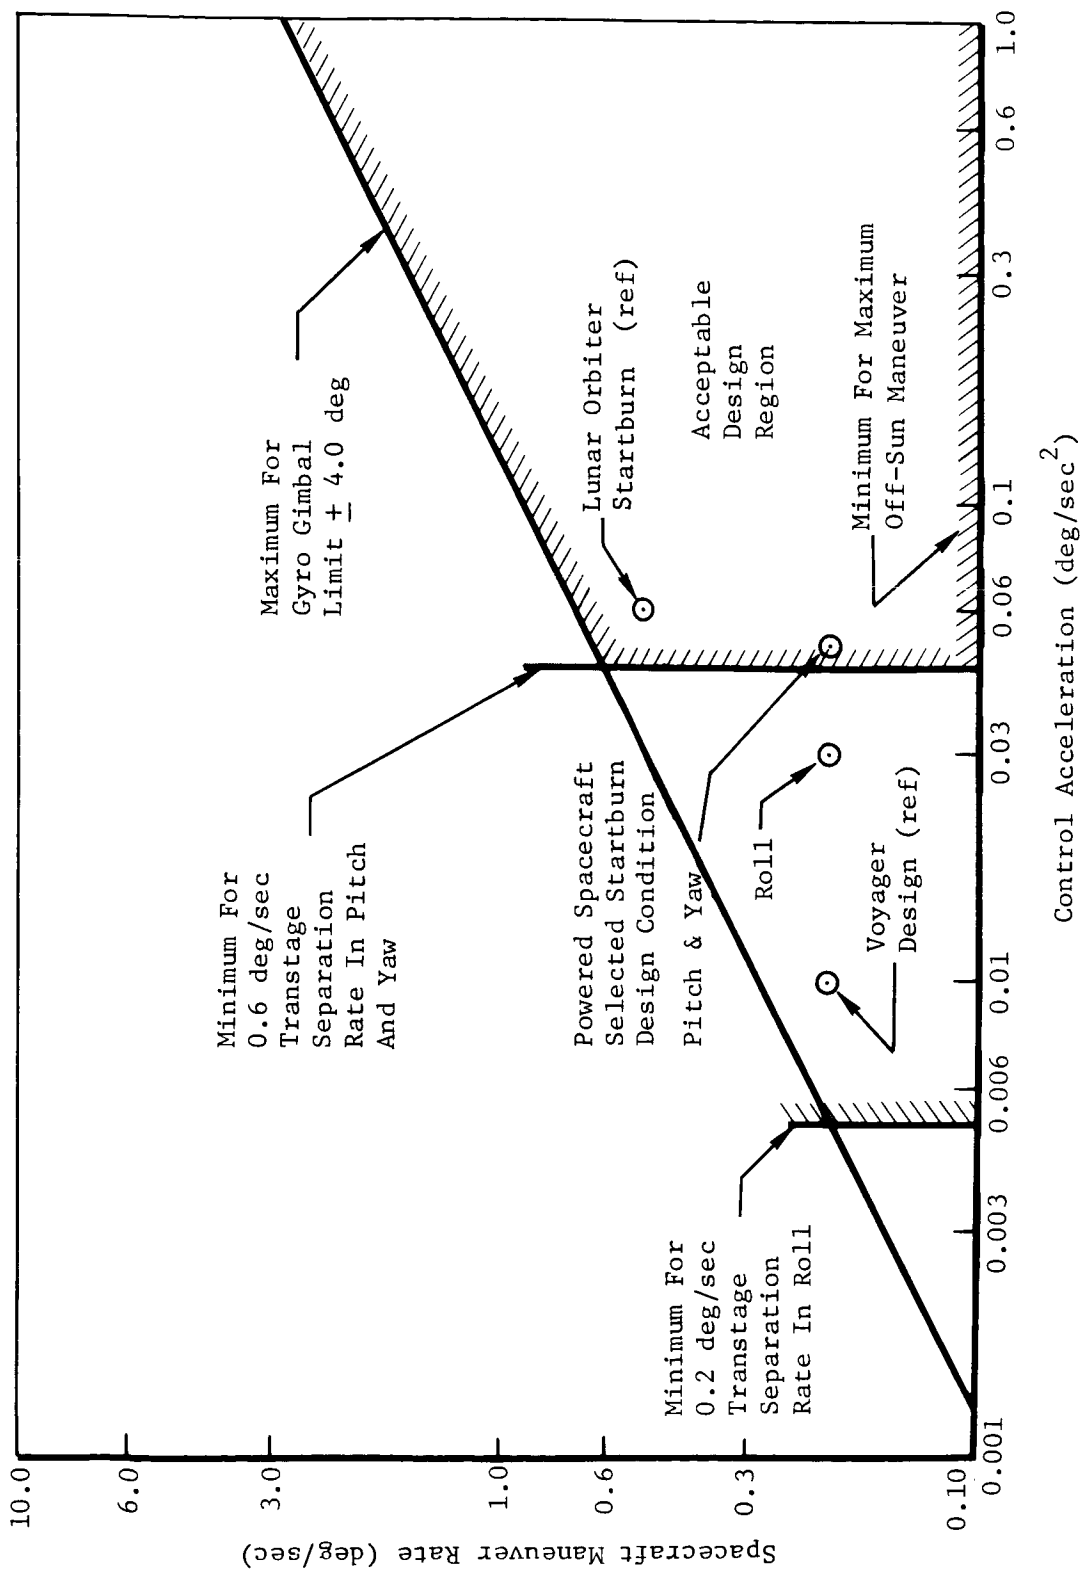 10.0
6.0
3.0
1.0
0.6
0.3
0.10
Spacecraft Maneuver Rate (deg/sec)
Maximum For
Gyro Gimbal
Limit ± 4.0 deg
Minimum For
0.6 deg/sec
Transtage
Separation
Rate In Pitch
And Yaw
Lunar Orbiter
Startburn (ref)
Acceptable
Design
Region
Powered Spacecraft
Selected Startburn
Design Condition
Pitch & Yaw
Roll
Minimum For Maximum
Off-Sun Maneuver
Voyager
Design (ref)
Minimum For
0.2 deg/sec
Transtage
Separation
Rate In Roll
0.001
0.003
0.006
0.01
0.03
0.06
0.1
0.3
0.6
1.0
Control Acceleration (deg/sec²)